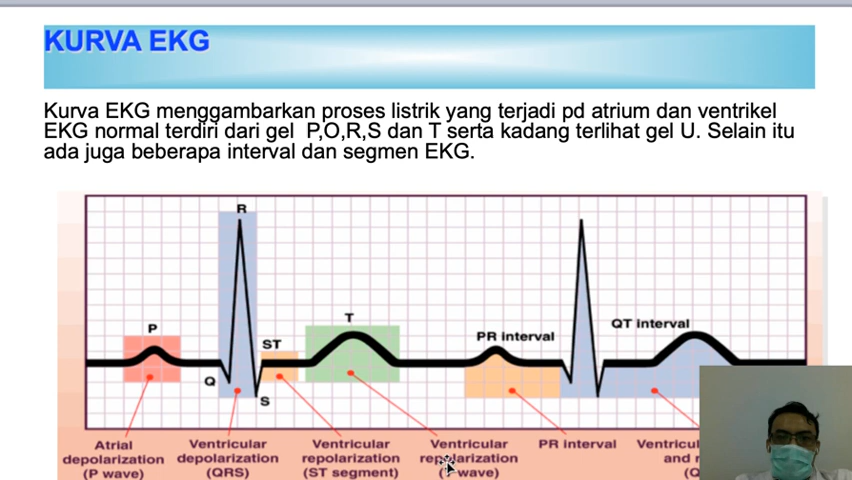 KURVA EKG
Kurva EKG menggambarkan proses listrik yang terjadi pd atrium dan ventrikel
EKG normal terdiri dari gel P,O,R,S dan T serta kadang terlihat gel U. Selain itu
ada juga beberapa interval dan segmen EKG.
R
P
T
ST
PR interval
QT interval
Q
S
Atrial
depolarization
(P wave)
Ventricular
depolarization
(QRS)
Ventricular
repolarization
(ST segment)
Ventricular
repolarization
wave)
PR interval
and